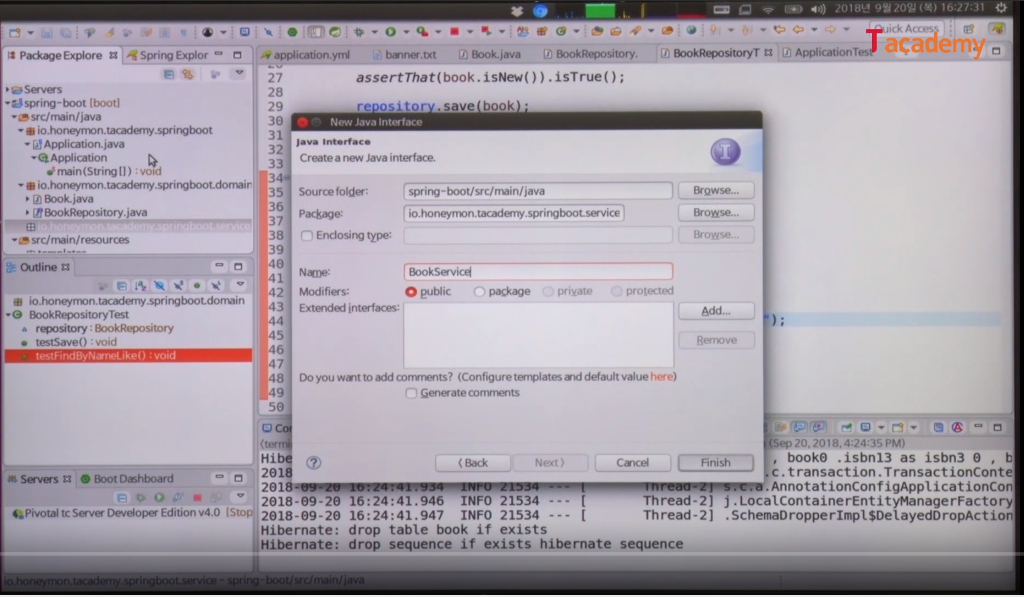 2018년 9월 20일 (목) 16:27:31
Quick Access
Tacademy
Package Explore
Spring Explor
application.yml
banner.txt
Book.java
BookRepository.
BookRepositoryT
ApplicationTest
Servers
spring-boot [boot]
src/main/java
io.honeymon.tacademy.springboot
Application.java
Application
main(String[]) : void
io.honeymon.tacademy.springboot.domain
Book.java
BookRepository.java
io.honeymon.tacademy.springboot.service
src/main/resources
27 assertThat(book.isNew()).isTrue();
28
29 repository.save(book);
30
31
32
33
34
35
36
37
38
39
40
41
42
43
44 ");
45
46
47
48
49
50
New Java Interface
Java Interface
Create a new Java interface.
Source folder: spring-boot/src/main/java Browse...
Package: io.honeymon.tacademy.springboot.service Browse...
Enclosing type: Browse...
Name: BookService
Modifiers: public package private protected
Extended interfaces: Add...
Remove
Do you want to add comments? (Configure templates and default value here)
Generate comments
< Back Next > Cancel Finish
Outline
io.honeymon.tacademy.springboot.domain
BookRepositoryTest
repository : BookRepository
testSave() : void
testFindByNameLike() : void
Servers
Boot Dashboard
Pivotal tc Server Developer Edition v4.0 [Stop
(Sep 20, 2018, 4:24:35 PM)
Hibe , book0_.isbn13 as isbn3_0_, b
2018 .c.transaction.TransactionConte
2018-09-20 16:24:41.934 INFO 21534 --- [ Thread-2] s.c.a.AnnotationConfigApplicationCon
2018-09-20 16:24:41.946 INFO 21534 --- [ Thread-2] j.LocalContainerEntityManagerFactory
2018-09-20 16:24:41.947 INFO 21534 --- [ Thread-2] .SchemaDropperImpl$DelayedDropAction
Hibernate: drop table book if exists
Hibernate: drop sequence if exists hibernate_sequence
io.honeymon.tacademy.springboot.service - spring-boot/src/main/java